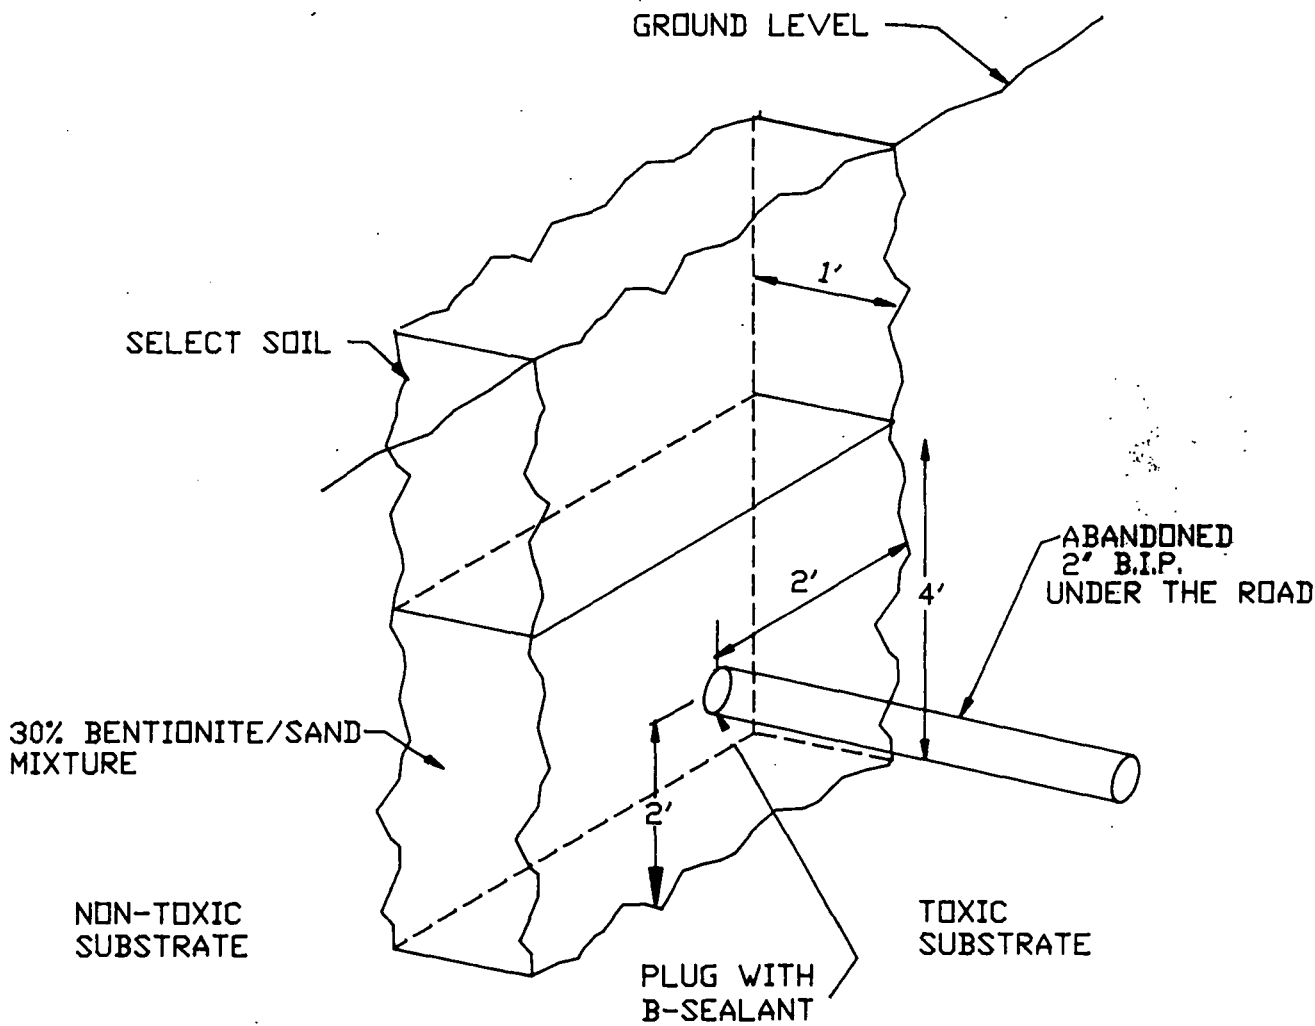 GROUND LEVEL
1'
SELECT SOIL
2'
4'
ABANDONED
2" B.I.P.
UNDER THE ROAD
30% BENTIONITE/SAND
MIXTURE
2'
NON-TOXIC
SUBSTRATE
TOXIC
SUBSTRATE
PLUG WITH
B-SEALANT